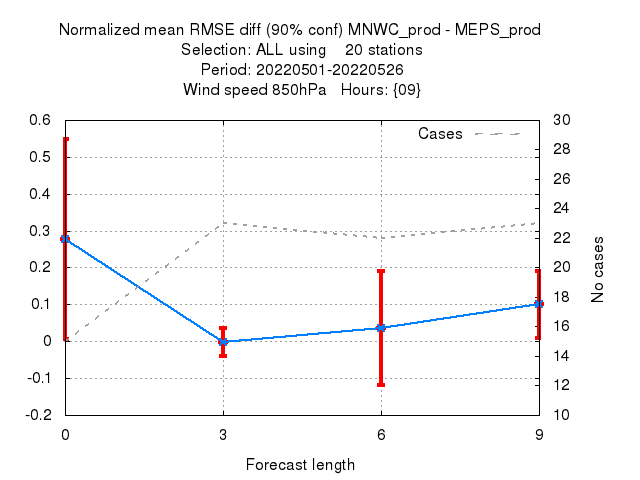 Normalized mean RMSE diff (90% conf) MNWC_prod - MEPS_prod
Selection: ALL using    20 stations
Period: 20220501-20220526
Wind speed 850hPa   Hours: {09}
Cases
0.6
0.5
0.4
0.3
0.2
0.1
0
-0.1
-0.2
30
28
26
24
22
20
18
16
14
12
10
No cases
0 3 6 9
Forecast length